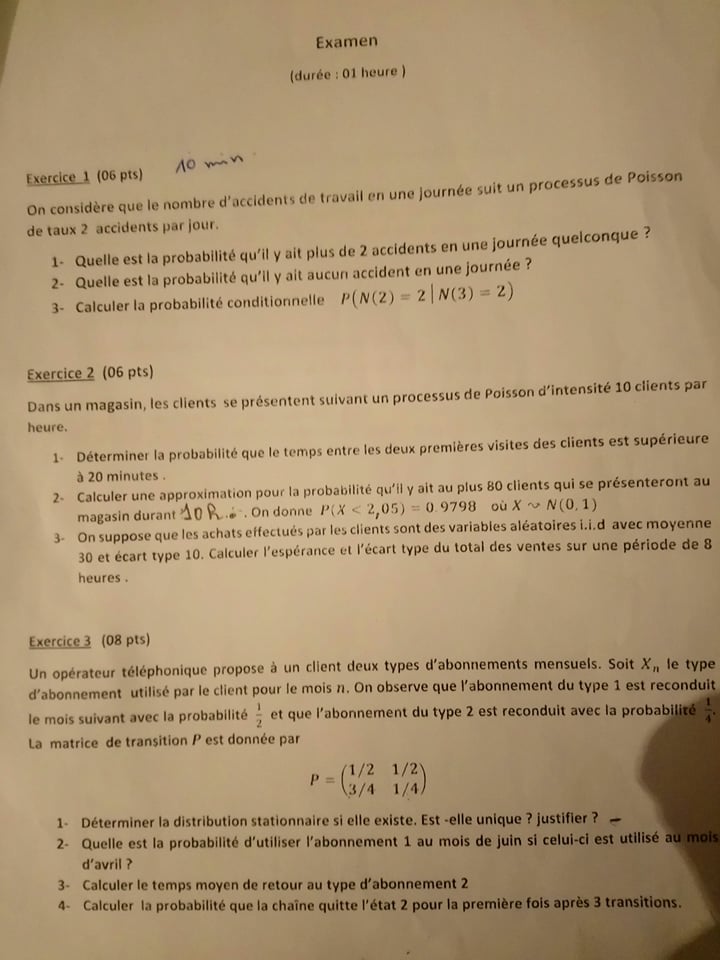 Examen
(durée : 01 heure )
Exercice 1 (06 pts) 10 min
On considère que le nombre d'accidents de travail en une journée suit un processus de Poisson
de taux 2 accidents par jour.
1- Quelle est la probabilité qu'il y ait plus de 2 accidents en une journée quelconque ?
2- Quelle est la probabilité qu'il y ait aucun accident en une journée ?
3- Calculer la probabilité conditionnelle P(N(2) = 2 | N(3) = 2)
Exercice 2 (06 pts)
Dans un magasin, les clients se présentent suivant un processus de Poisson d'intensité 10 clients par
heure.
1- Déterminer la probabilité que le temps entre les deux premières visites des clients est supérieure
à 20 minutes .
2- Calculer une approximation pour la probabilité qu'il y ait au plus 80 clients qui se présenteront au
magasin durant 10 . On donne P(X < 2,05) = 0.9798 où X ~ N(0,1)
3- On suppose que les achats effectués par les clients sont des variables aléatoires i.i.d avec moyenne
30 et écart type 10. Calculer l'espérance et l'écart type du total des ventes sur une période de 8
heures .
Exercice 3 (08 pts)
Un opérateur téléphonique propose à un client deux types d'abonnements mensuels. Soit Xₙ le type
d'abonnement utilisé par le client pour le mois n. On observe que l'abonnement du type 1 est reconduit
le mois suivant avec la probabilité 1/2 et que l'abonnement du type 2 est reconduit avec la probabilité 1/4.
La matrice de transition P est donnée par
P = (1/2 1/2
3/4 1/4)
1- Déterminer la distribution stationnaire si elle existe. Est -elle unique ? justifier ? –
2- Quelle est la probabilité d'utiliser l'abonnement 1 au mois de juin si celui-ci est utilisé au mois
d'avril ?
3- Calculer le temps moyen de retour au type d'abonnement 2
4- Calculer la probabilité que la chaîne quitte l'état 2 pour la première fois après 3 transitions.